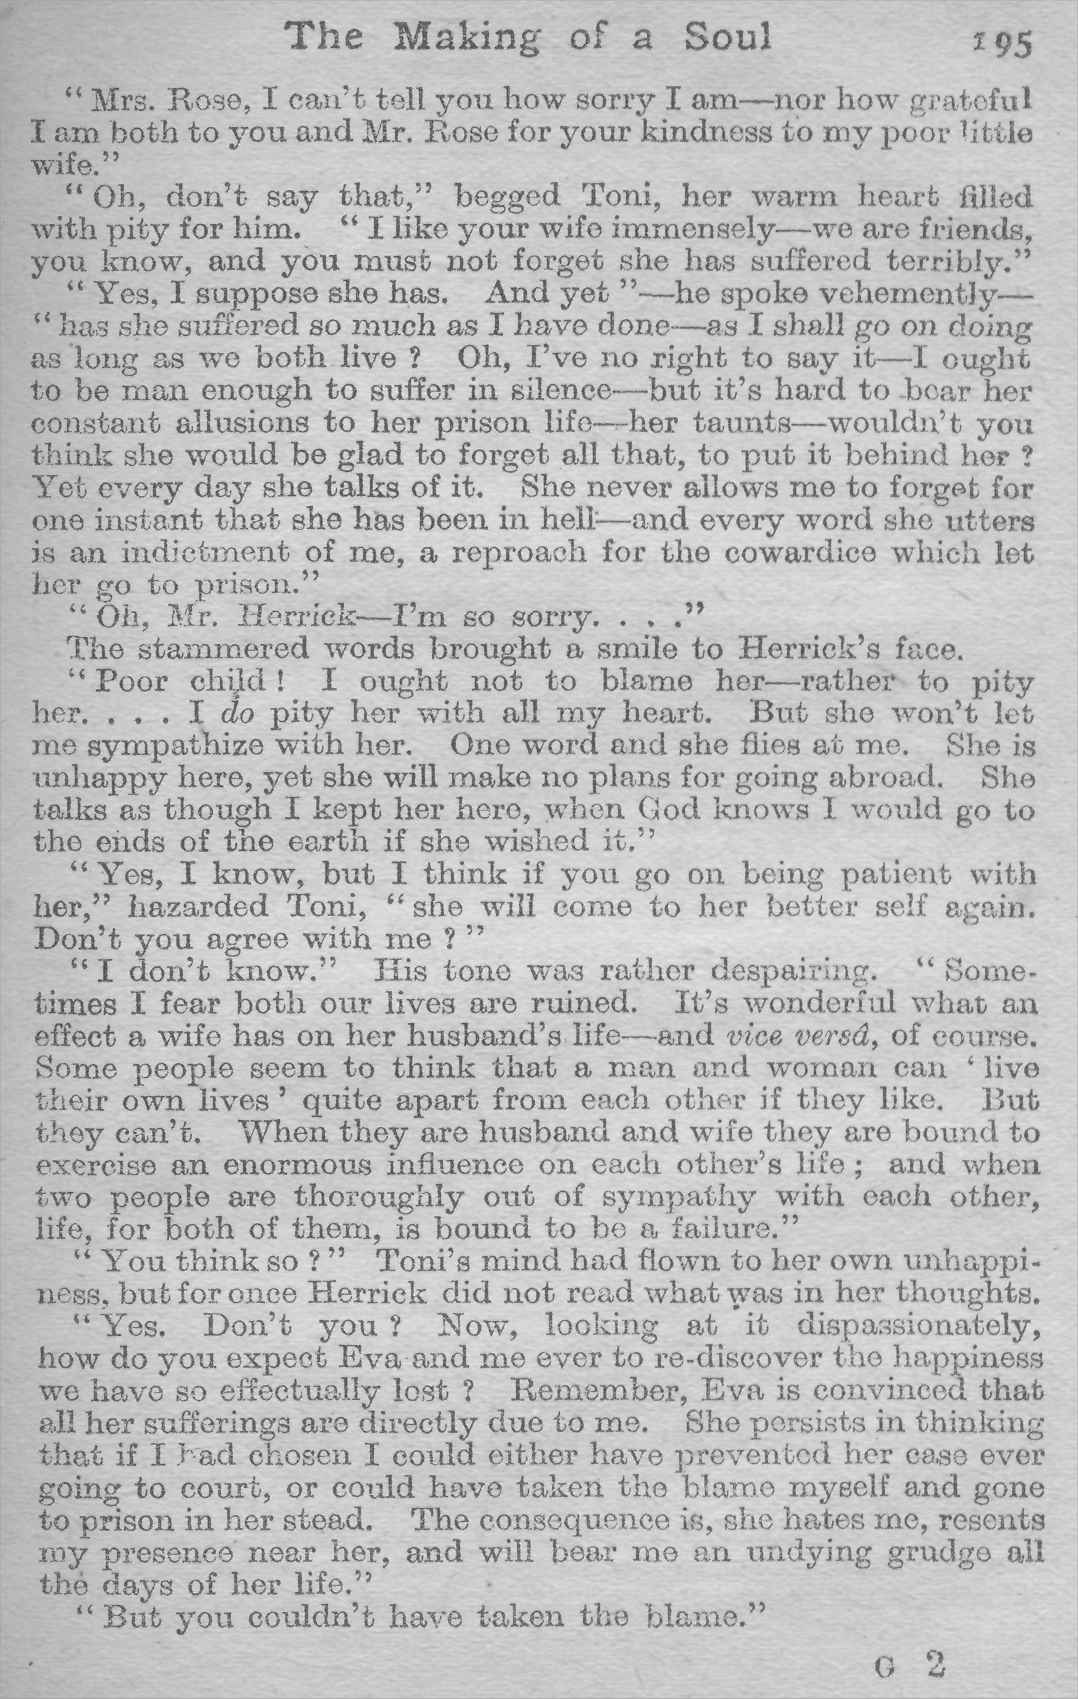 The Making of a Soul 195
“ Mrs. Rose, I can’t tell you how sorry I am—nor how grateful
I am both to you and Mr. Rose for your kindness to my poor little
wife.”
“ Oh, don’t say that,” begged Toni, her warm heart filled
with pity for him. “ I like your wife immensely—we are friends,
you know, and you must not forget she has suffered terribly.”
“ Yes, I suppose she has. And yet ”—he spoke vehemently—
“ has she suffered so much as I have done—as I shall go on doing
as long as we both live ? Oh, I’ve no right to say it—I ought
to be man enough to suffer in silence—but it’s hard to bear her
constant allusions to her prison life—her taunts—wouldn’t you
think she would be glad to forget all that, to put it behind her ?
Yet every day she talks of it. She never allows me to forget for
one instant that she has been in hell—and every word she utters
is an indictment of me, a reproach for the cowardice which let
her go to prison.”
“ Oh, Mr. Herrick—I’m so sorry. . . .”
The stammered words brought a smile to Herrick’s face.
“ Poor child ! I ought not to blame her—rather to pity
her. . . . I do pity her with all my heart. But she won’t let
me sympathize with her. One word and she flies at me. She is
unhappy here, yet she will make no plans for going abroad. She
talks as though I kept her here, when God knows I would go to
the ends of the earth if she wished it.”
“ Yes, I know, but I think if you go on being patient with
her,” hazarded Toni, “ she will come to her better self again.
Don’t you agree with me ? ”
“ I don’t know.” His tone was rather despairing. “ Some-
times I fear both our lives are ruined. It’s wonderful what an
effect a wife has on her husband’s life—and vice versâ, of course.
Some people seem to think that a man and woman can ‘ live
their own lives ’ quite apart from each other if they like. But
they can’t. When they are husband and wife they are bound to
exercise an enormous influence on each other’s life ; and when
two people are thoroughly out of sympathy with each other,
life, for both of them, is bound to be a failure.”
“ You think so ? ” Toni’s mind had flown to her own unhappi-
ness, but for once Herrick did not read what was in her thoughts.
“ Yes. Don’t you ? Now, looking at it dispassionately,
how do you expect Eva and me ever to re-discover the happiness
we have so effectually lost ? Remember, Eva is convinced that
all her sufferings are directly due to me. She persists in thinking
that if I had chosen I could either have prevented her case ever
going to court, or could have taken the blame myself and gone
to prison in her stead. The consequence is, she hates me, resents
my presence near her, and will bear me an undying grudge all
the days of her life.”
“ But you couldn’t have taken the blame.”
G 2